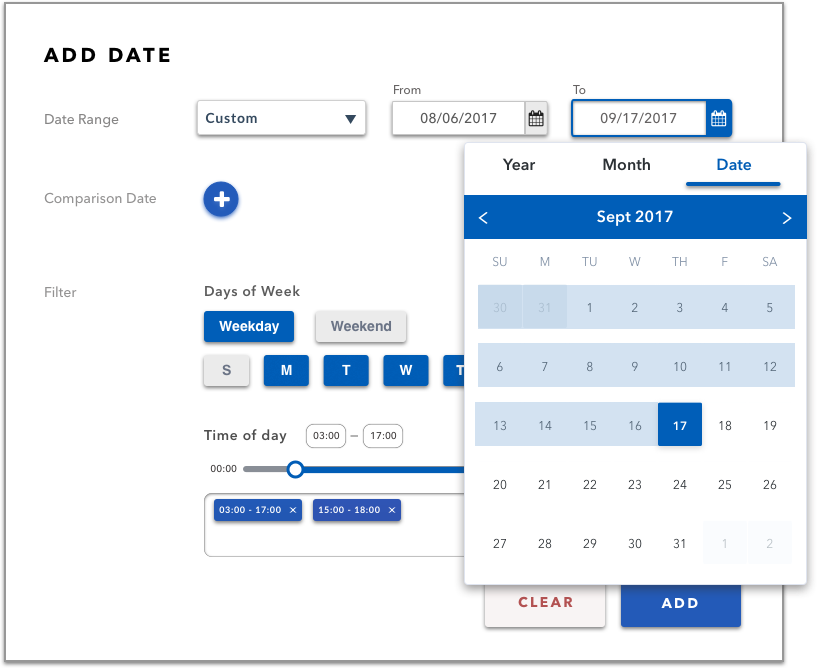 ADD DATE
From To
Date Range Custom 08/06/2017 09/17/2017
Year Month Date
Comparison Date +
< Sept 2017 >
SU M TU W TH F SA
Filter Days of Week
30 31 1 2 3 4 5
Weekday Weekend
6 7 8 9 10 11 12
S M T W T
13 14 15 16 17 18 19
Time of day 03:00 – 17:00
00:00
20 21 22 23 24 25 26
03:00 - 17:00 × 15:00 - 18:00 ×
27 28 29 30 31 1 2
CLEAR ADD